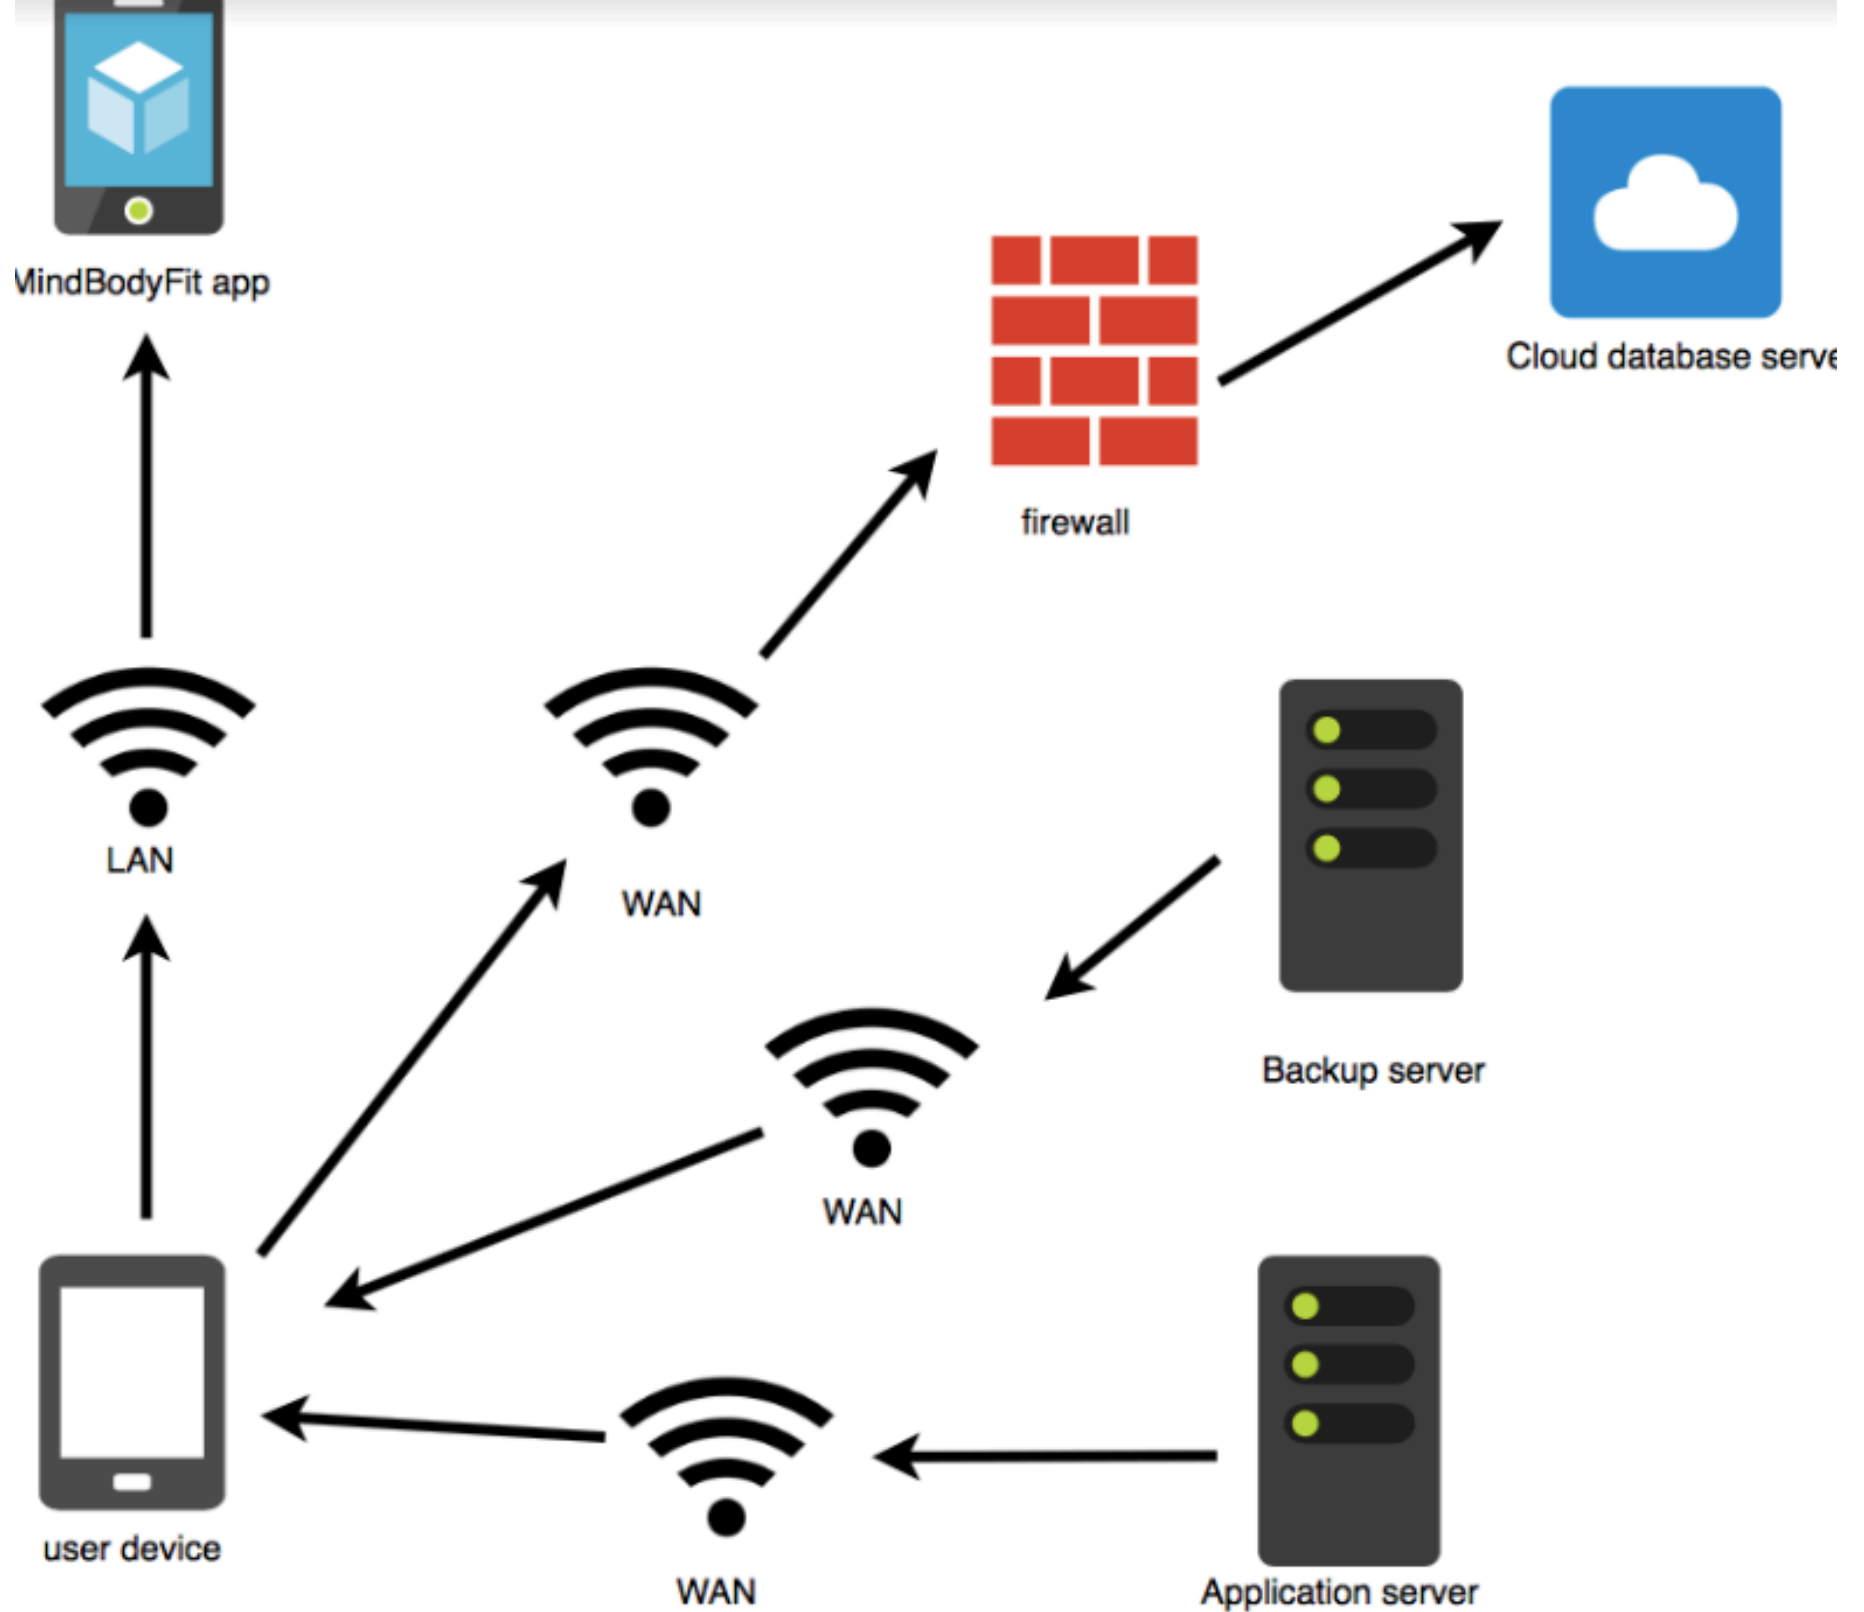 MindBodyFit app
Cloud database serve
firewall
LAN
WAN
Backup server
WAN
user device
WAN
Application server